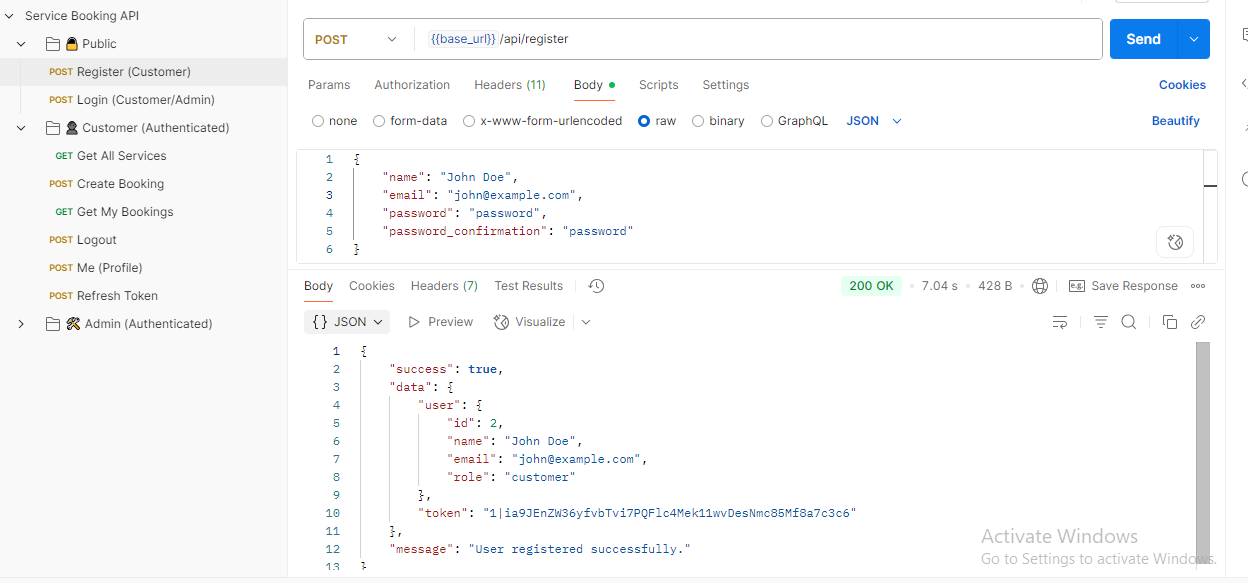 Service Booking API
Public
POST Register (Customer)
POST Login (Customer/Admin)
Customer (Authenticated)
GET Get All Services
POST Create Booking
GET Get My Bookings
POST Logout
POST Me (Profile)
POST Refresh Token
Admin (Authenticated)
POST {{base_url}} /api/register Send
Params Authorization Headers (11) Body Scripts Settings Cookies
none form-data x-www-form-urlencoded raw binary GraphQL JSON Beautify
1 {
2 "name": "John Doe",
3 "email": "john@example.com",
4 "password": "password",
5 "password_confirmation": "password"
6 }
Body Cookies Headers (7) Test Results 200 OK 7.04 s 428 B e.g. Save Response
{} JSON Preview Visualize
1 {
2 "success": true,
3 "data": {
4 "user": {
5 "id": 2,
6 "name": "John Doe",
7 "email": "john@example.com",
8 "role": "customer"
9 },
10 "token": "1|ia9JEnZW36yfvbTvi7PQFlc4Mek11wvDesNmc85Mf8a7c3c6"
11 },
12 "message": "User registered successfully."
13 }
Activate Windows
Go to Settings to activate Windows.